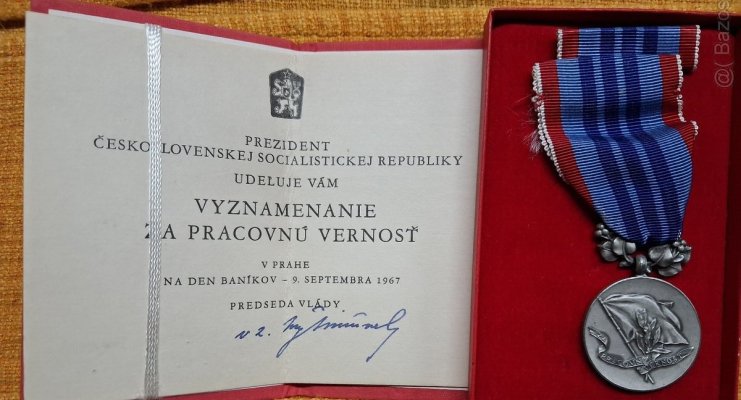 PREZIDENT
ČESKOSLOVENSKEJ SOCIALISTICKEJ REPUBLIKY
UDEĽUJE VÁM
VYZNAMENANIE
ZA PRACOVNÚ VERNOSŤ
V PRAHE
NA DEŇ BANÍKOV – 9. SEPTEMBRA 1967
PREDSEDA VLÁDY
v z.